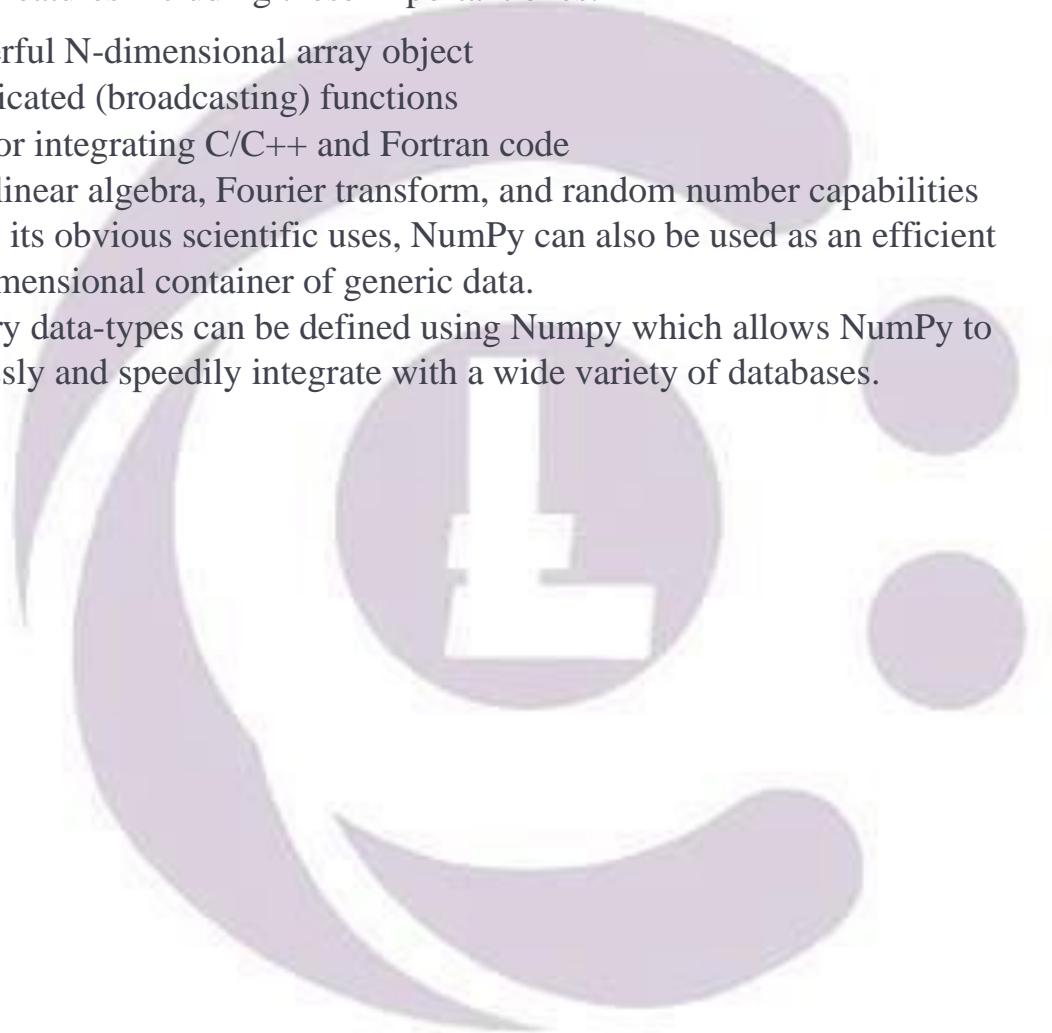 erful N-dimensional array object
icated (broadcasting) functions
or integrating C/C++ and Fortran code
linear algebra, Fourier transform, and random number capabilities
its obvious scientific uses, NumPy can also be used as an efficient
mensional container of generic data.
ry data-types can be defined using Numpy which allows NumPy to
ssly and speedily integrate with a wide variety of databases.
L